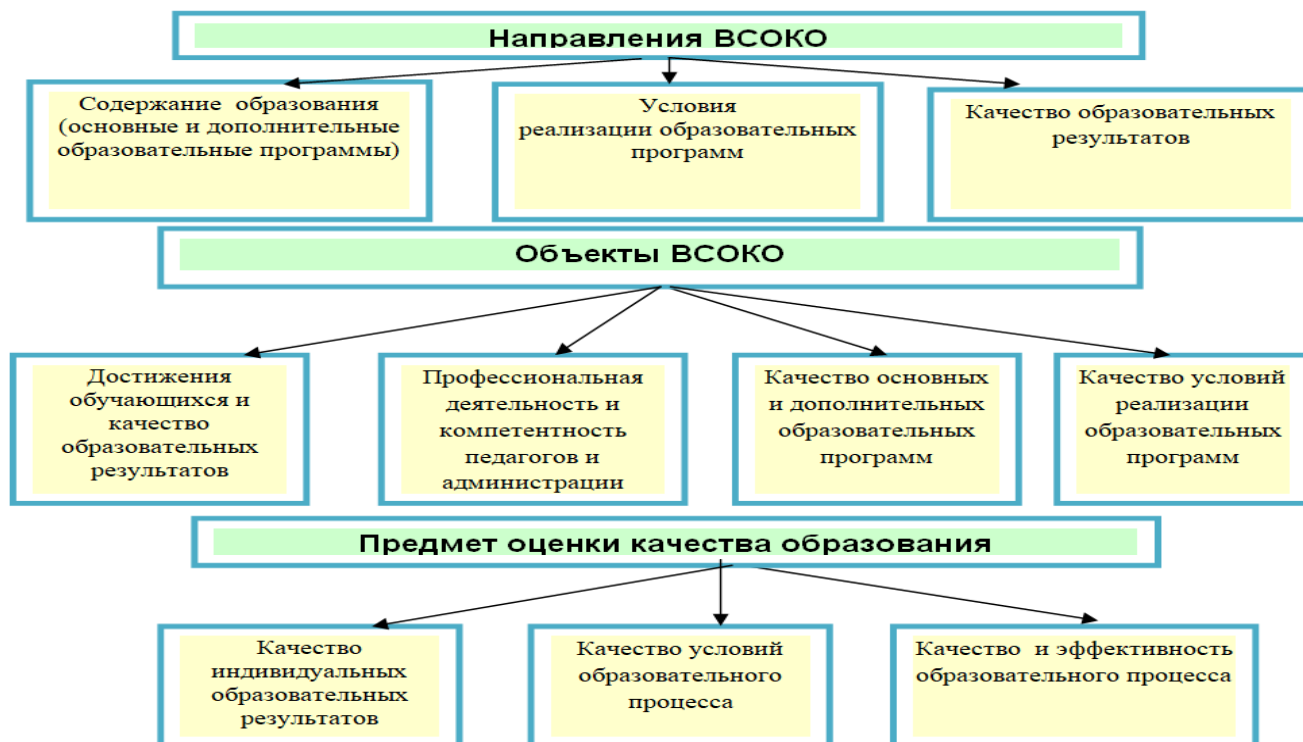 Направления ВСОКО
Содержание образования
(основные и дополнительные
образовательные программы)
Условия
реализации образовательных
программ
Качество образовательных
результатов
Объекты ВСОКО
Достижения
обучающихся и
качество
образовательных
результатов
Профессиональная
деятельность и
компетентность
педагогов и
администрации
Качество основных
и дополнительных
образовательных
программ
Качество условий
реализации
образовательных
программ
Предмет оценки качества образования
Качество
индивидуальных
образовательных
результатов
Качество условий
образовательного
процесса
Качество и эффективность
образовательного процесса